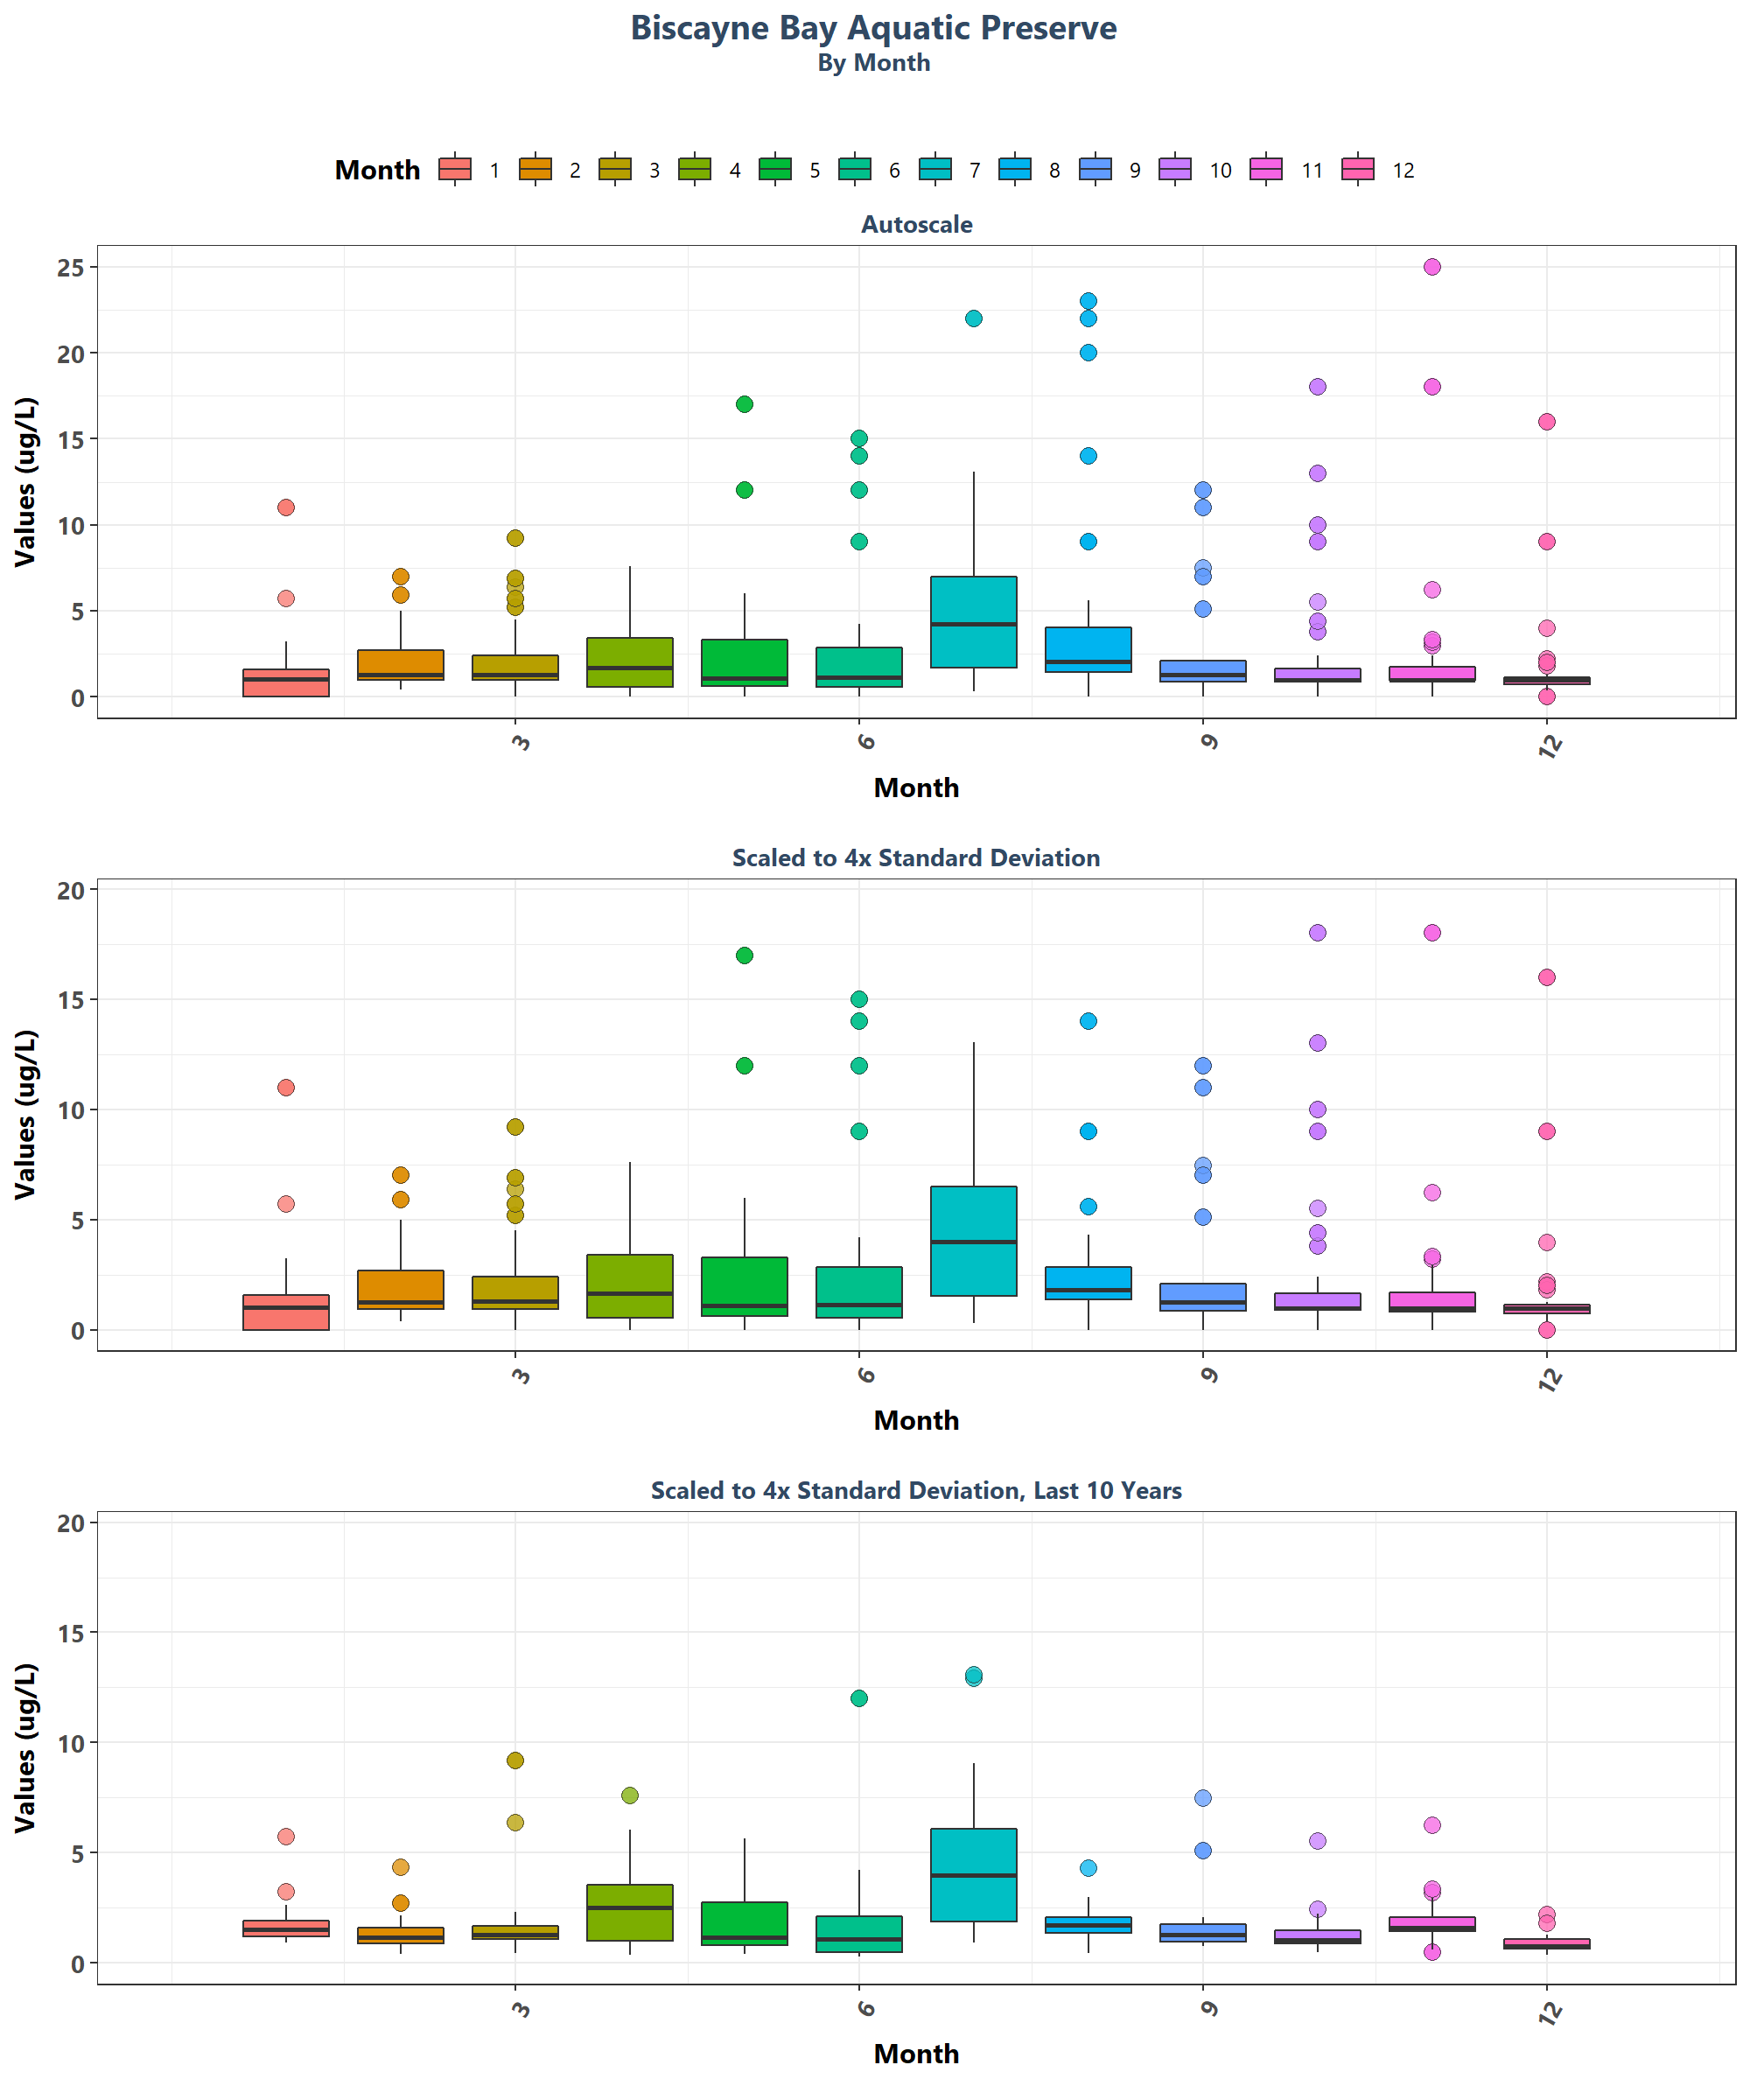 Biscayne Bay Aquatic Preserve
By Month
Month 1 2 3 4 5 6 7 8 9 10 11 12
Autoscale
Values (ug/L)
25
20
15
10
5
0
3 6 9 12
Month
Scaled to 4x Standard Deviation
Values (ug/L)
20
15
10
5
0
3 6 9 12
Month
Scaled to 4x Standard Deviation, Last 10 Years
Values (ug/L)
20
15
10
5
0
3 6 9 12
Month